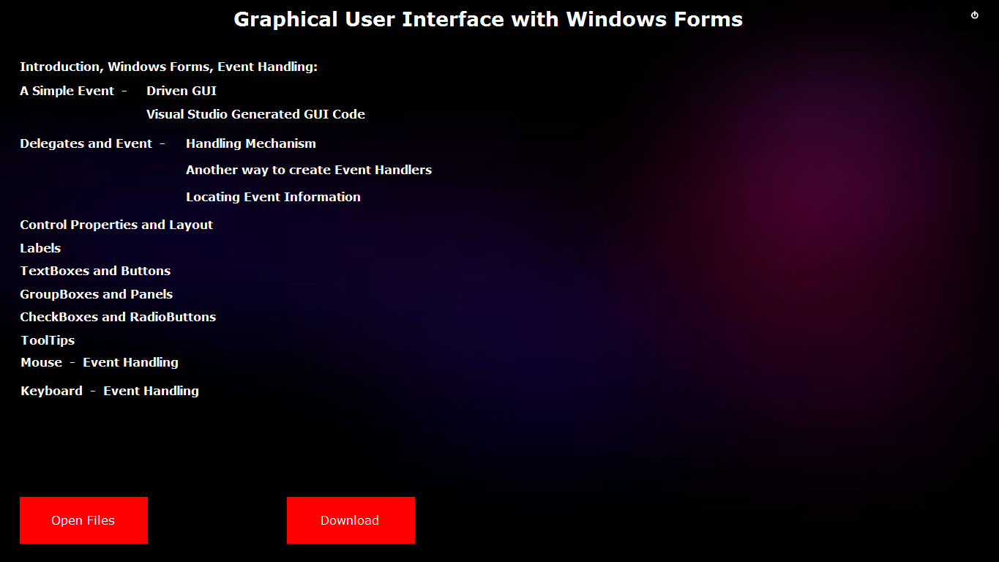 Graphical User Interface with Windows Forms
Introduction, Windows Forms, Event Handling:
A Simple Event - Driven GUI
Visual Studio Generated GUI Code
Delegates and Event - Handling Mechanism
Another way to create Event Handlers
Locating Event Information
Control Properties and Layout
Labels
TextBoxes and Buttons
GroupBoxes and Panels
CheckBoxes and RadioButtons
ToolTips
Mouse - Event Handling
Keyboard - Event Handling
Open Files Download